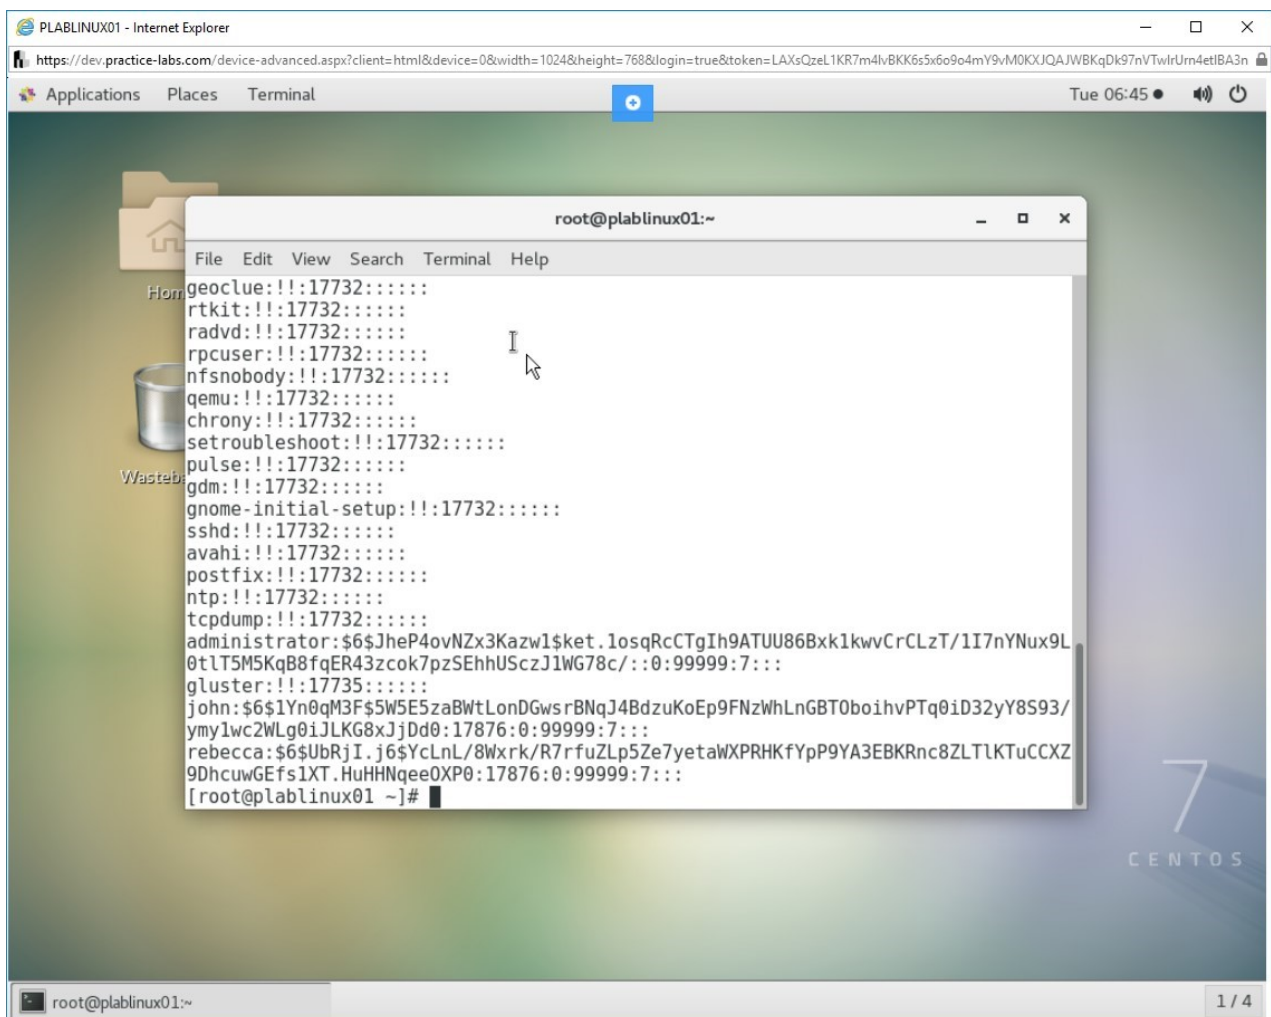 PLABLINUX01 - Internet Explorer
https://dev.practice-labs.com/device-advanced.aspx?client=html&device=0&width=1024&height=768&login=true&token=LAXsQzeL1KR7m4lvBKK6s5x6o9o4mY9vM0KXJQAJWBKqDk97nVTwlrUrn4etlBA3n
Applications Places Terminal
Tue 06:45
root@plablinux01:~
File Edit View Search Terminal Help
Hom
Wasteb
geoclue:!!:17732::::::
rtkit:!!:17732::::::
radvd:!!:17732::::::
rpcuser:!!:17732::::::
nfsnobody:!!:17732::::::
qemu:!!:17732::::::
chrony:!!:17732::::::
setroubleshoot:!!:17732::::::
pulse:!!:17732::::::
gdm:!!:17732::::::
gnome-initial-setup:!!:17732::::::
sshd:!!:17732::::::
avahi:!!:17732::::::
postfix:!!:17732::::::
ntp:!!:17732::::::
tcpdump:!!:17732::::::
administrator:$6$JheP4ovNZx3Kazw1$ket.1osqRcCTgIh9ATUU86Bxk1kwvCrCLzT/1I7nYNux9L
0tlT5M5KqB8fqER43zcok7pzSEhhUSczJ1WG78c/::0:99999:7:::
gluster:!!:17735::::::
john:$6$1Yn0qM3F$5W5E5zaBWtLonDGwsrBNqJ4BdzuKoEp9FNzWhLnGBTOboihvPTq0iD32yY8S93/
ymy1wc2WLg0iJLKG8xJjDd0:17876:0:99999:7:::
rebecca:$6$UbRjI.j6$YcLnL/8Wxrk/R7rfuZLp5Ze7yetaWXPRHKfYpP9YA3EBKRnc8ZLTlKTuCCXZ
9DhcuwGEfs1XT.HuHHNqeeOXP0:17876:0:99999:7:::
[root@plablinux01 ~]#
7
CENTOS
root@plablinux01:~
1 / 4